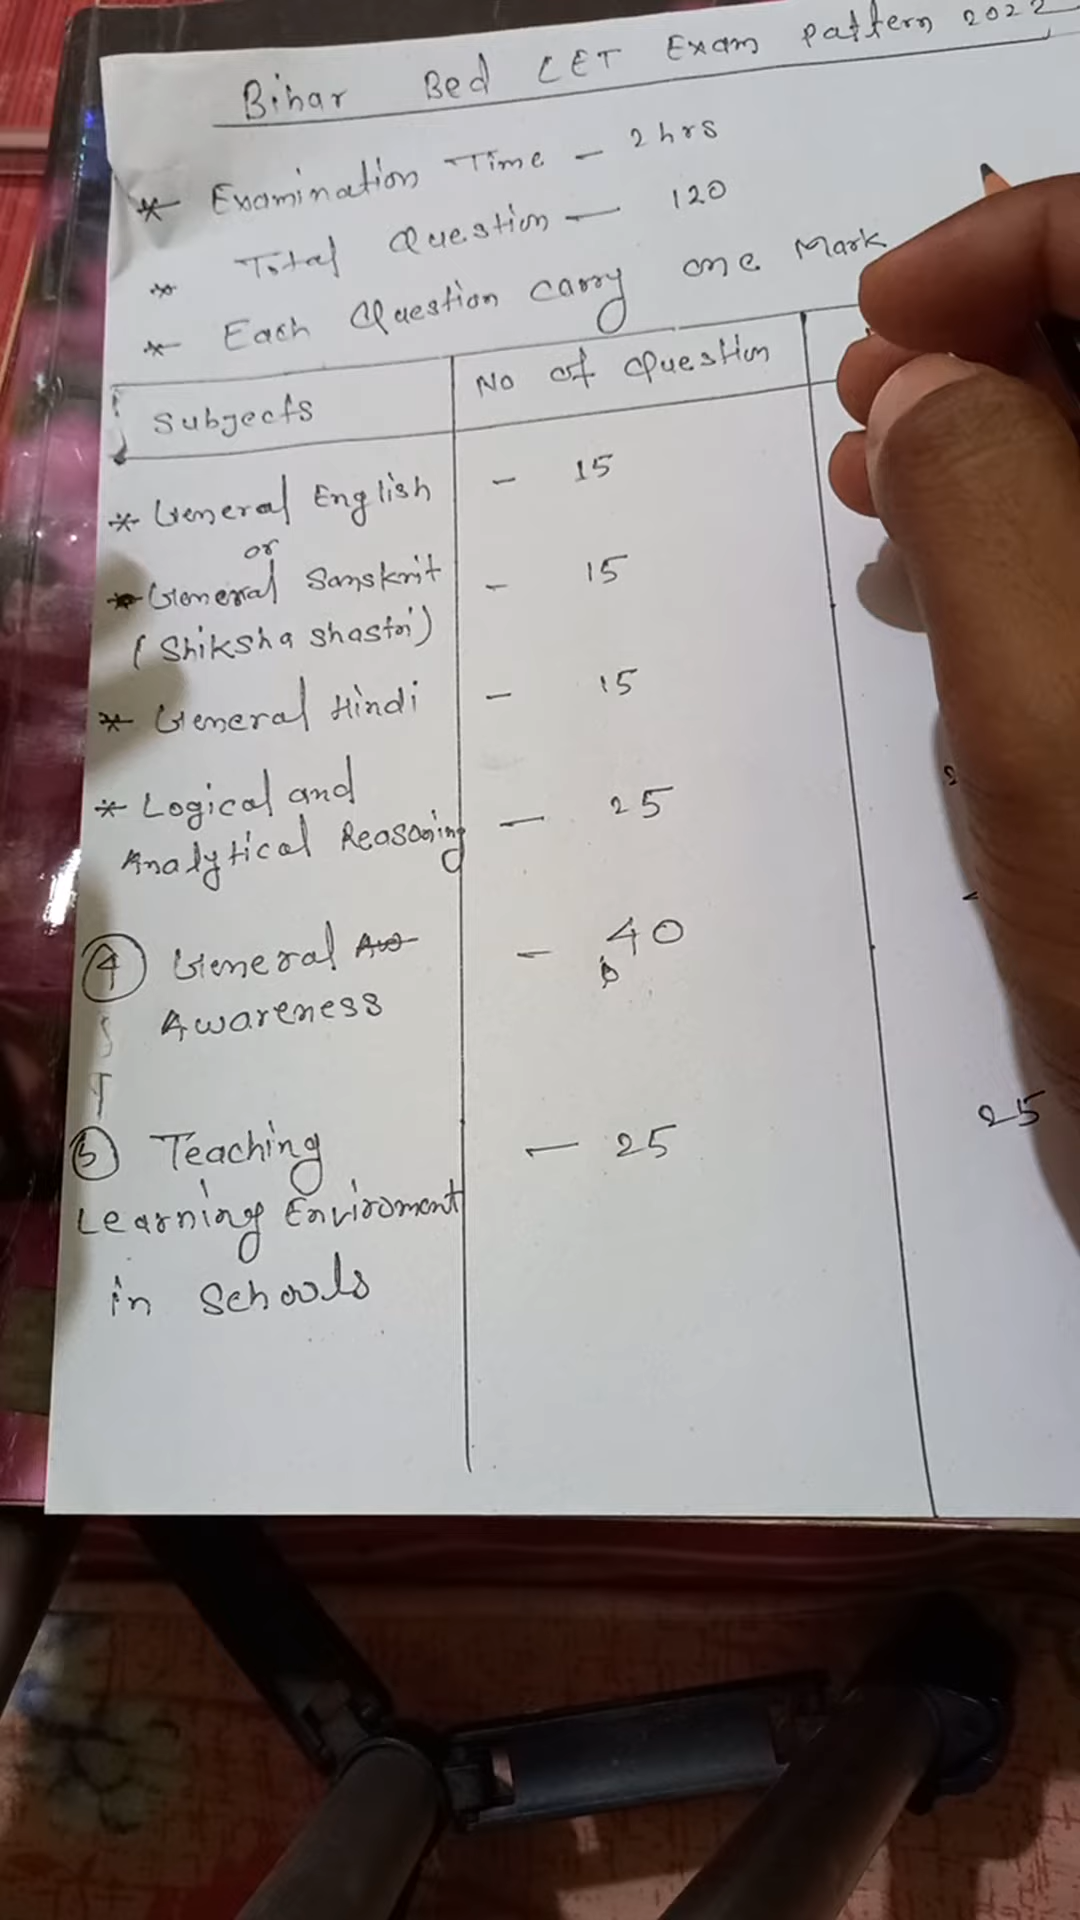 Bihar Bed CET Exam Pattern 2022
* Examination Time - 2hrs
* Total Question - 120
* Each Question carry one Mark
Subjects No of Question
* General English - 15
or
* General Sanskrit - 15
(Shiksha shastri)
* General Hindi - 15
* Logical and
Analytical Reasoning - 25
4 General Aw - 40
Awareness
S
T
5 Teaching - 25 25
Learning Enviroment
in Schools